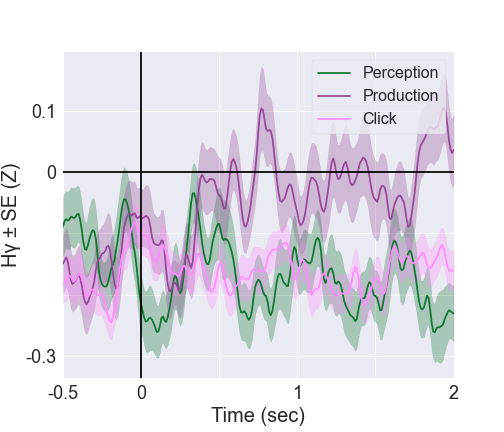 Perception
Production
Click
0.1
0
-0.3
Hγ ± SE (Z)
-0.5
0
1
2
Time (sec)